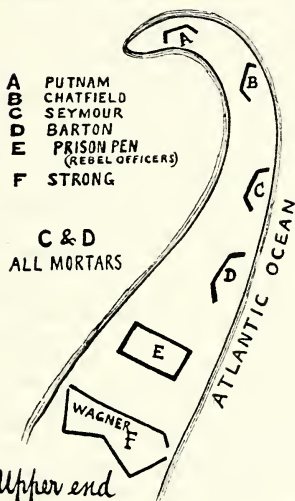 A PUTNAM
B CHATFIELD
C SEYMOUR
D BARTON
E PRISON PEN
(REBEL OFFICERS)
F STRONG
C & D
ALL MORTARS
A
B
C
D
E
WAGNER
F
ATLANTIC OCEAN
Upper end